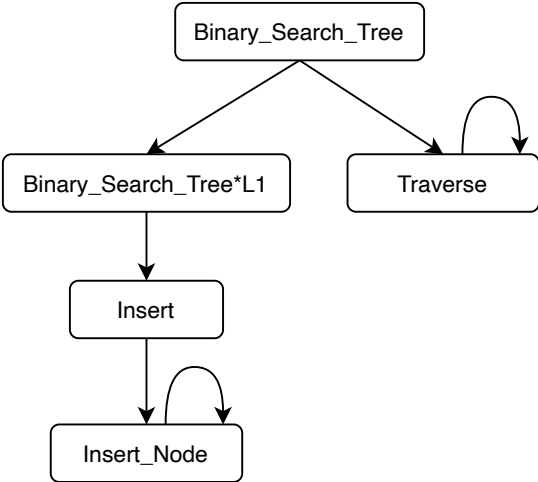 Binary_Search_Tree
Binary_Search_Tree*L1
Traverse
Insert
Insert_Node